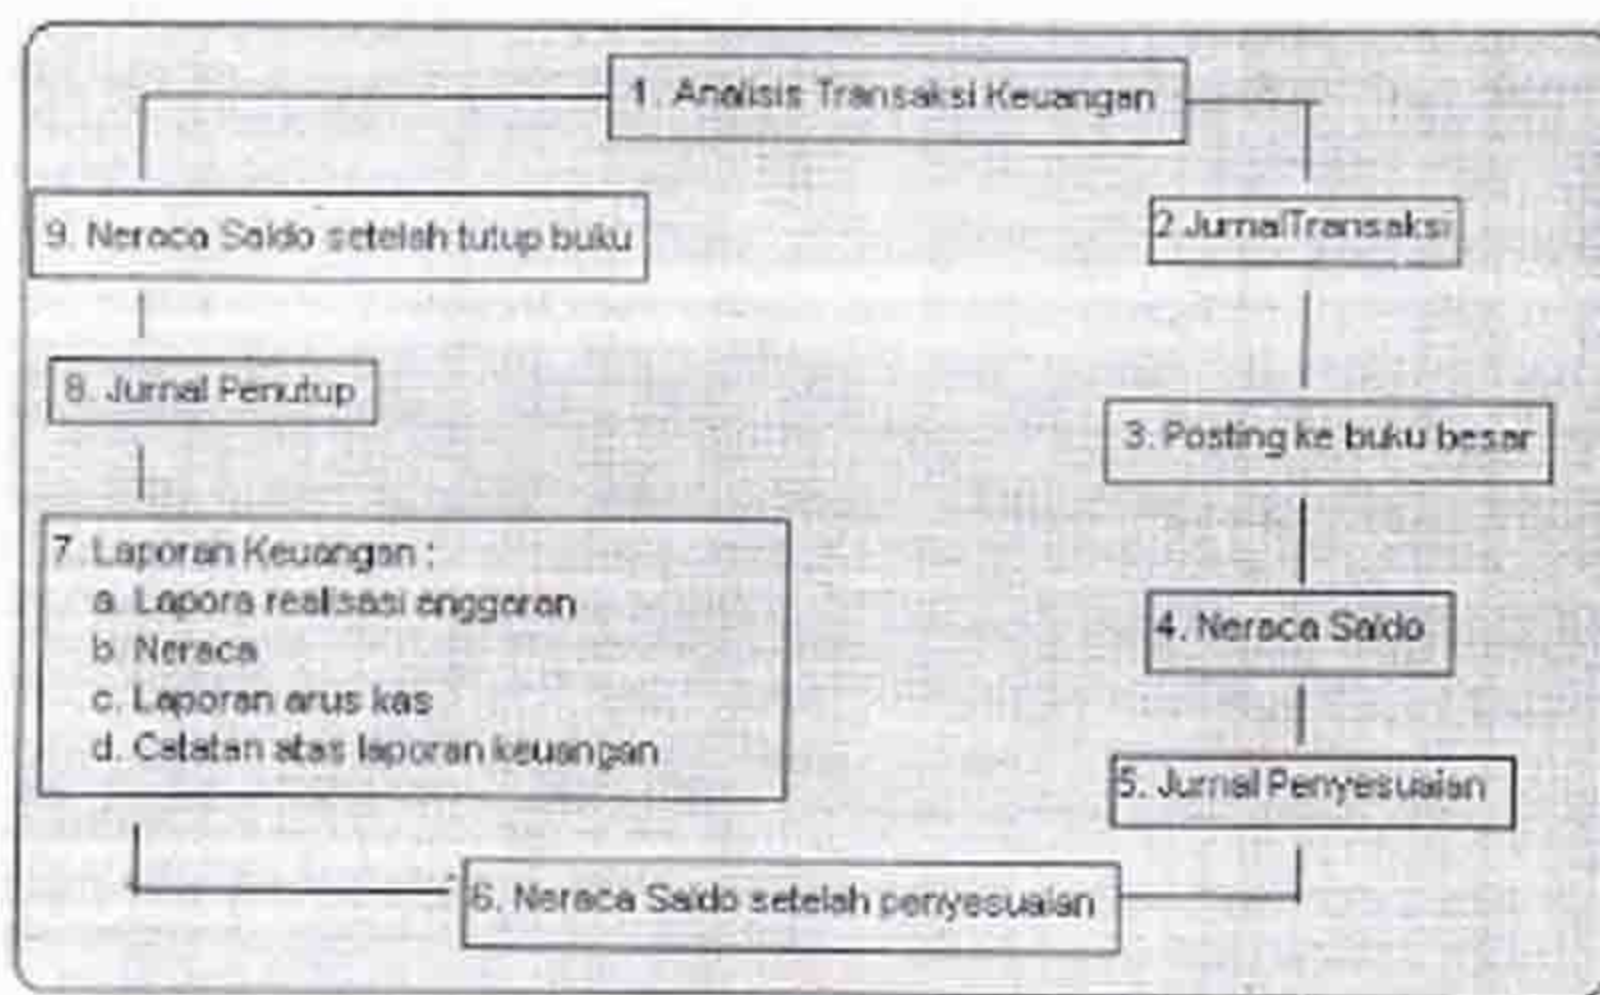 1. Analisis Transaksi Keuangan
2.JurnalTransaksi
3. Posting ke buku besar
4. Neraca Saldo
5. Jurnal Penyesuaian
6. Neraca Saldo setelah penyesuaian
7. Laporan Keuangan :
a. Lapora realisasi anggaran
b. Neraca
c. Laporan arus kas
d. Catatan atas laporan keuangan
8. Jurnal Penutup
9. Neraca Saldo setelah tutup buku